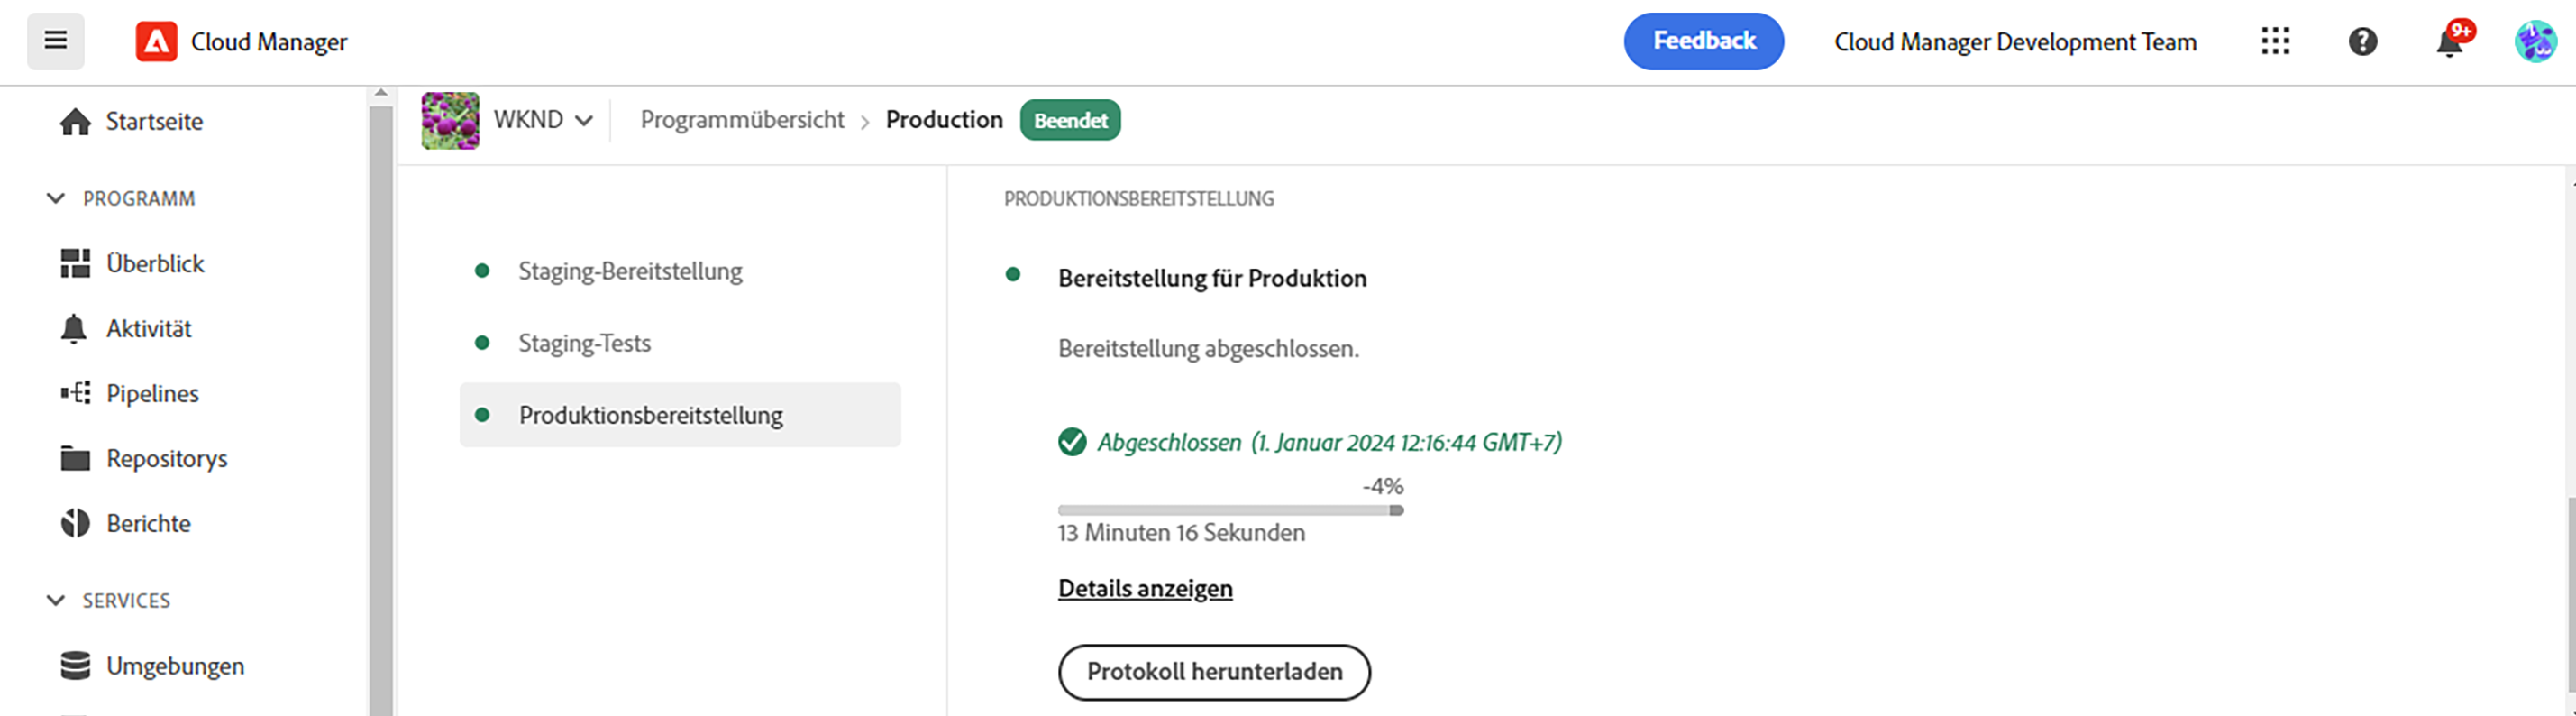 Cloud Manager
Feedback
Cloud Manager Development Team
9+
Startseite
PROGRAMM
Überblick
Aktivität
Pipelines
Repositorys
Berichte
SERVICES
Umgebungen
WKND
Programmübersicht > Production
Beendet
Staging-Bereitstellung
Staging-Tests
Produktionsbereitstellung
PRODUKTIONSBEREITSTELLUNG
Bereitstellung für Produktion
Bereitstellung abgeschlossen.
Abgeschlossen (1. Januar 2024 12:16:44 GMT+7)
-4%
13 Minuten 16 Sekunden
Details anzeigen
Protokoll herunterladen